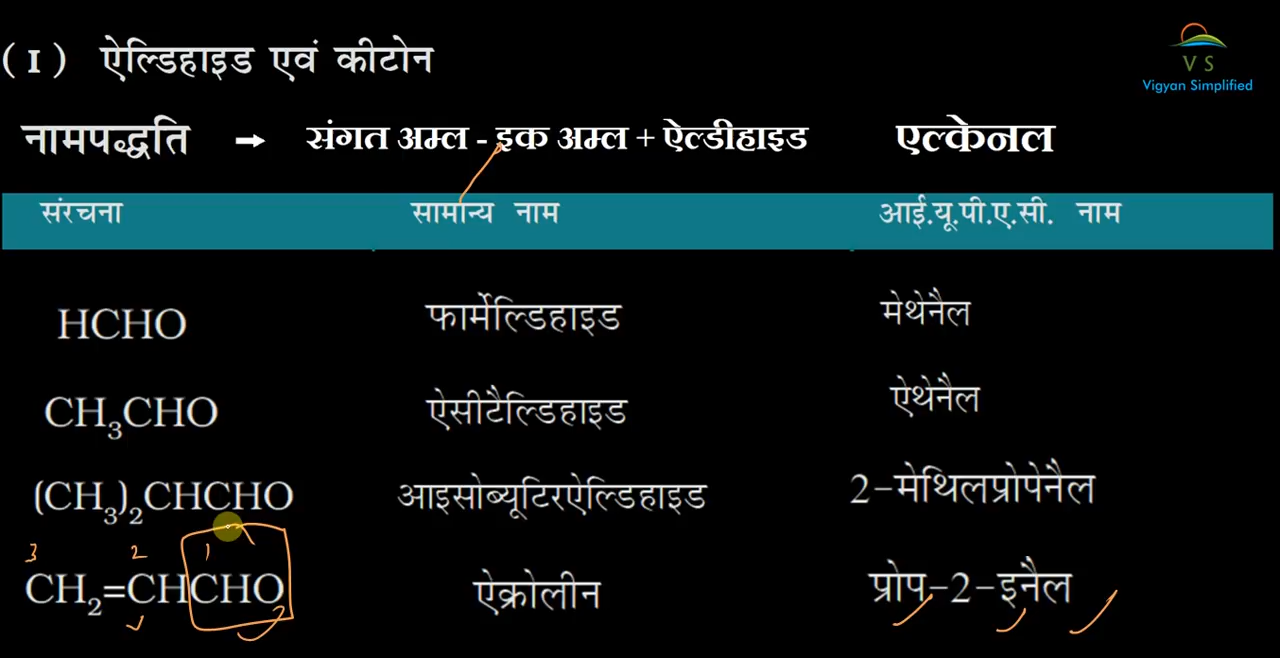 (I) ऐल्डिहाइड एवं कीटोन
V S
Vigyan Simplified
नामपद्धति → संगत अम्ल - इक अम्ल + ऐल्डीहाइड एल्केनल
संरचना सामान्य नाम आई.यू.पी.ए.सी. नाम
HCHO फार्मेल्डिहाइड मेथेनैल
CH₃CHO ऐसीटैल्डिहाइड ऐथेनैल
(CH₃)₂CHCHO आइसोब्यूटिरऐल्डिहाइड 2-मेथिलप्रोपेनैल
3 2 1
CH₂=CHCHO ऐक्रोलीन प्रोप-2-इनैल